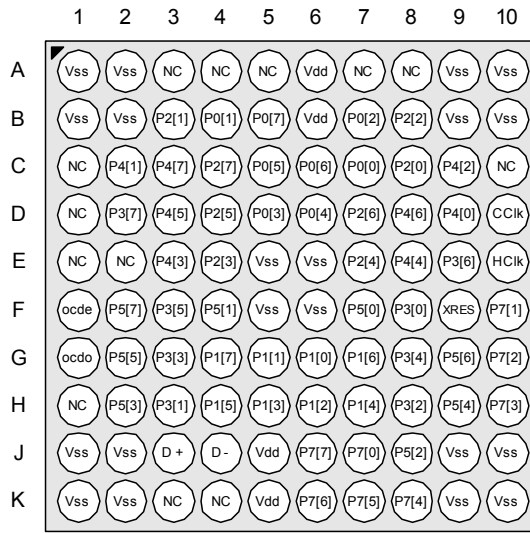 1 2 3 4 5 6 7 8 9 10
A Vss Vss NC NC NC Vdd NC NC Vss Vss
B Vss Vss P2[1] P0[1] P0[7] Vdd P0[2] P2[2] Vss Vss
C NC P4[1] P4[7] P2[7] P0[5] P0[6] P0[0] P2[0] P4[2] NC
D NC P3[7] P4[5] P2[5] P0[3] P0[4] P2[6] P4[6] P4[0] CClk
E NC NC P4[3] P2[3] Vss Vss P2[4] P4[4] P3[6] HClk
F ocde P5[7] P3[5] P5[1] Vss Vss P5[0] P3[0] XRES P7[1]
G ocdo P5[5] P3[3] P1[7] P1[1] P1[0] P1[6] P3[4] P5[6] P7[2]
H NC P5[3] P3[1] P1[5] P1[3] P1[2] P1[4] P3[2] P5[4] P7[3]
J Vss Vss D + D - Vdd P7[7] P7[0] P5[2] Vss Vss
K Vss Vss NC NC Vdd P7[6] P7[5] P7[4] Vss Vss